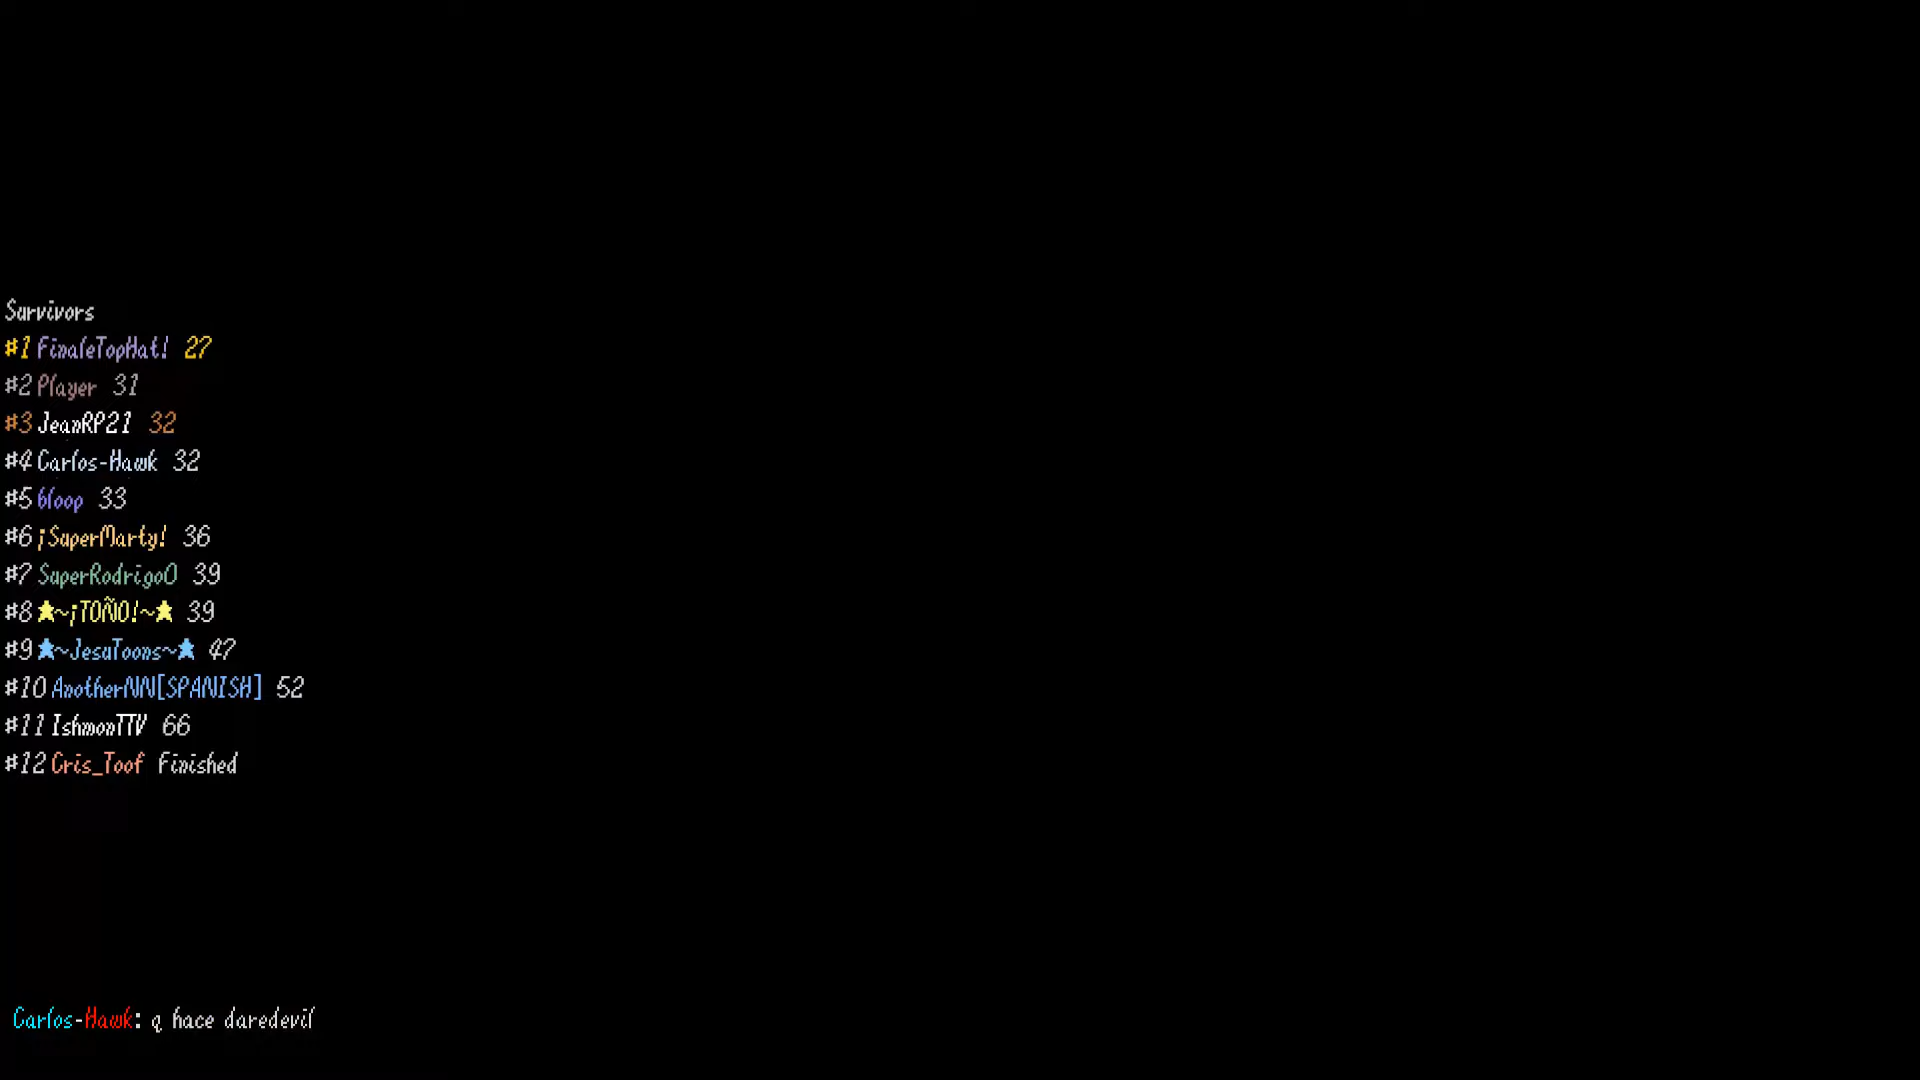 Survivors
#1 FinaleTopHat! 27
#2 Player 31
#3 JeanRP21 32
#4 Carlos-Hawk 32
#5 bloop 33
#6 ¡SuperMarty! 36
#7 SuperRodrigoO 39
#8 ★~¡TOÑO!~★ 39
#9 ★~JesuToons~★ 47
#10 AnotherNN[SPANISH] 52
#11 IshmonTTV 66
#12 Cris_Toof Finished
Carlos-Hawk: q hace daredevil